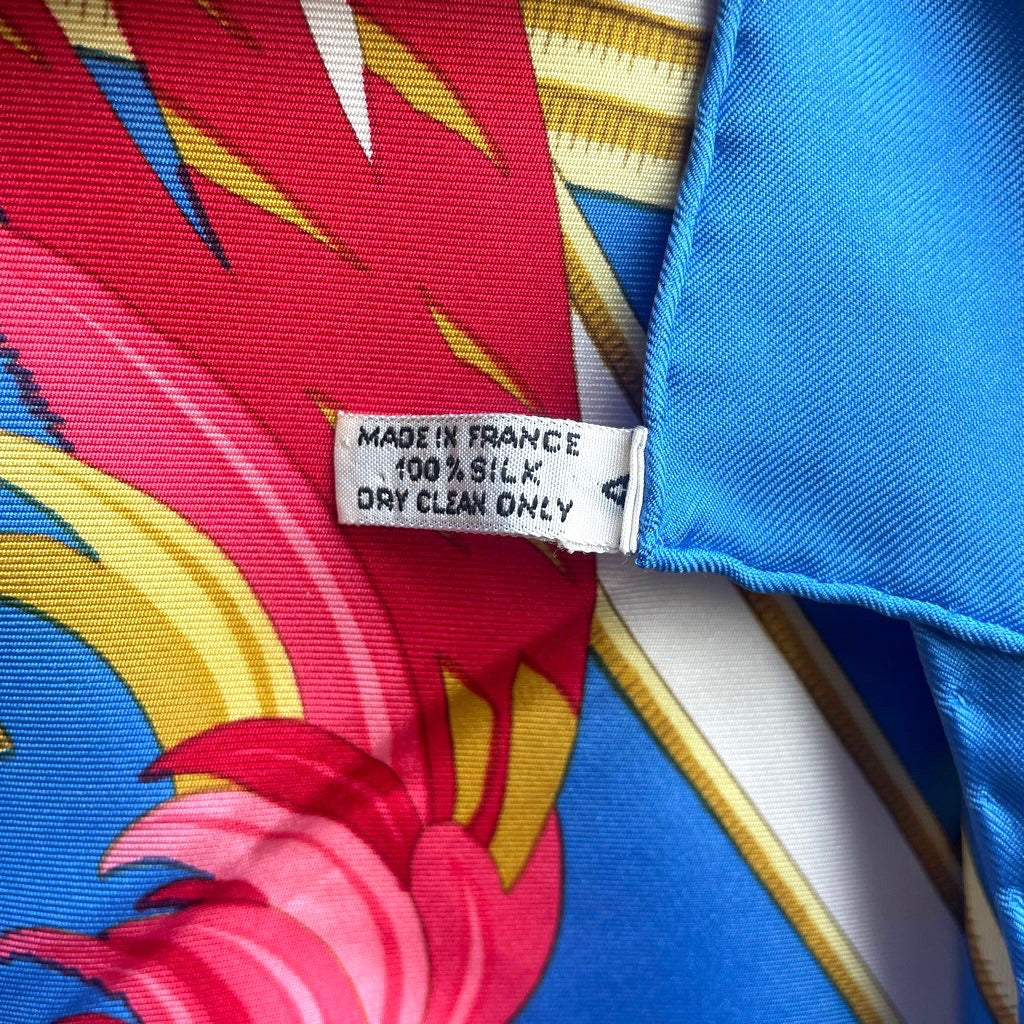 MADE IN FRANCE
100% SILK
DRY CLEAN ONLY
A